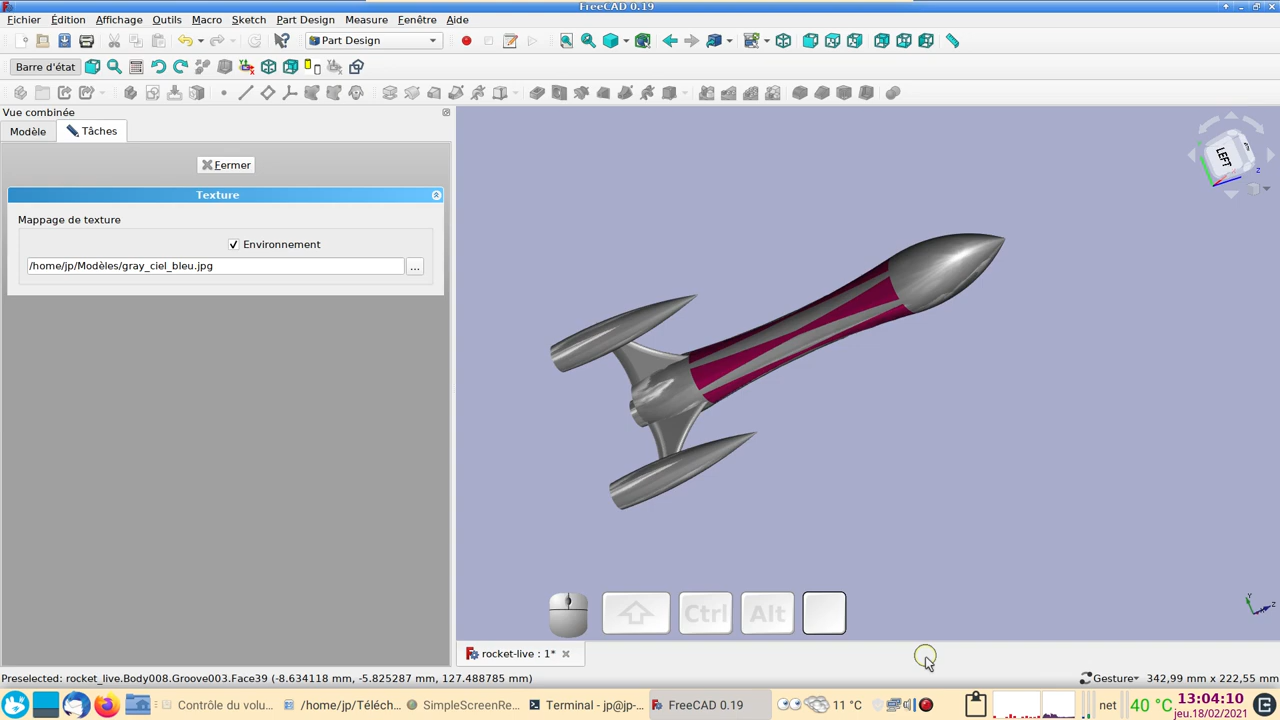 FreeCAD 0.19
Fichier Édition Affichage Outils Macro Sketch Part Design Measure Fenêtre Aide
Part Design
Barre d'état
Vue combinée
Modèle Tâches
Fermer
Texture
Mappage de texture
Environnement
/home/jp/Modèles/gray_ciel_bleu.jpg ...
LEFT
Z
Ctrl Alt
Y
Z
rocket-live : 1*
Preselected: rocket_live.Body008.Groove003.Face39 (-8.634118 mm, -5.852287 mm, 127.488785 mm) Gesture 342,99 mm x 222,55 mm
Contrôle du volu... /home/jp/Téléch... SimpleScreenRe... Terminal - jp@jp-... FreeCAD 0.19 11 °C net 40 °C 13:04:10
jeu.18/02/2021